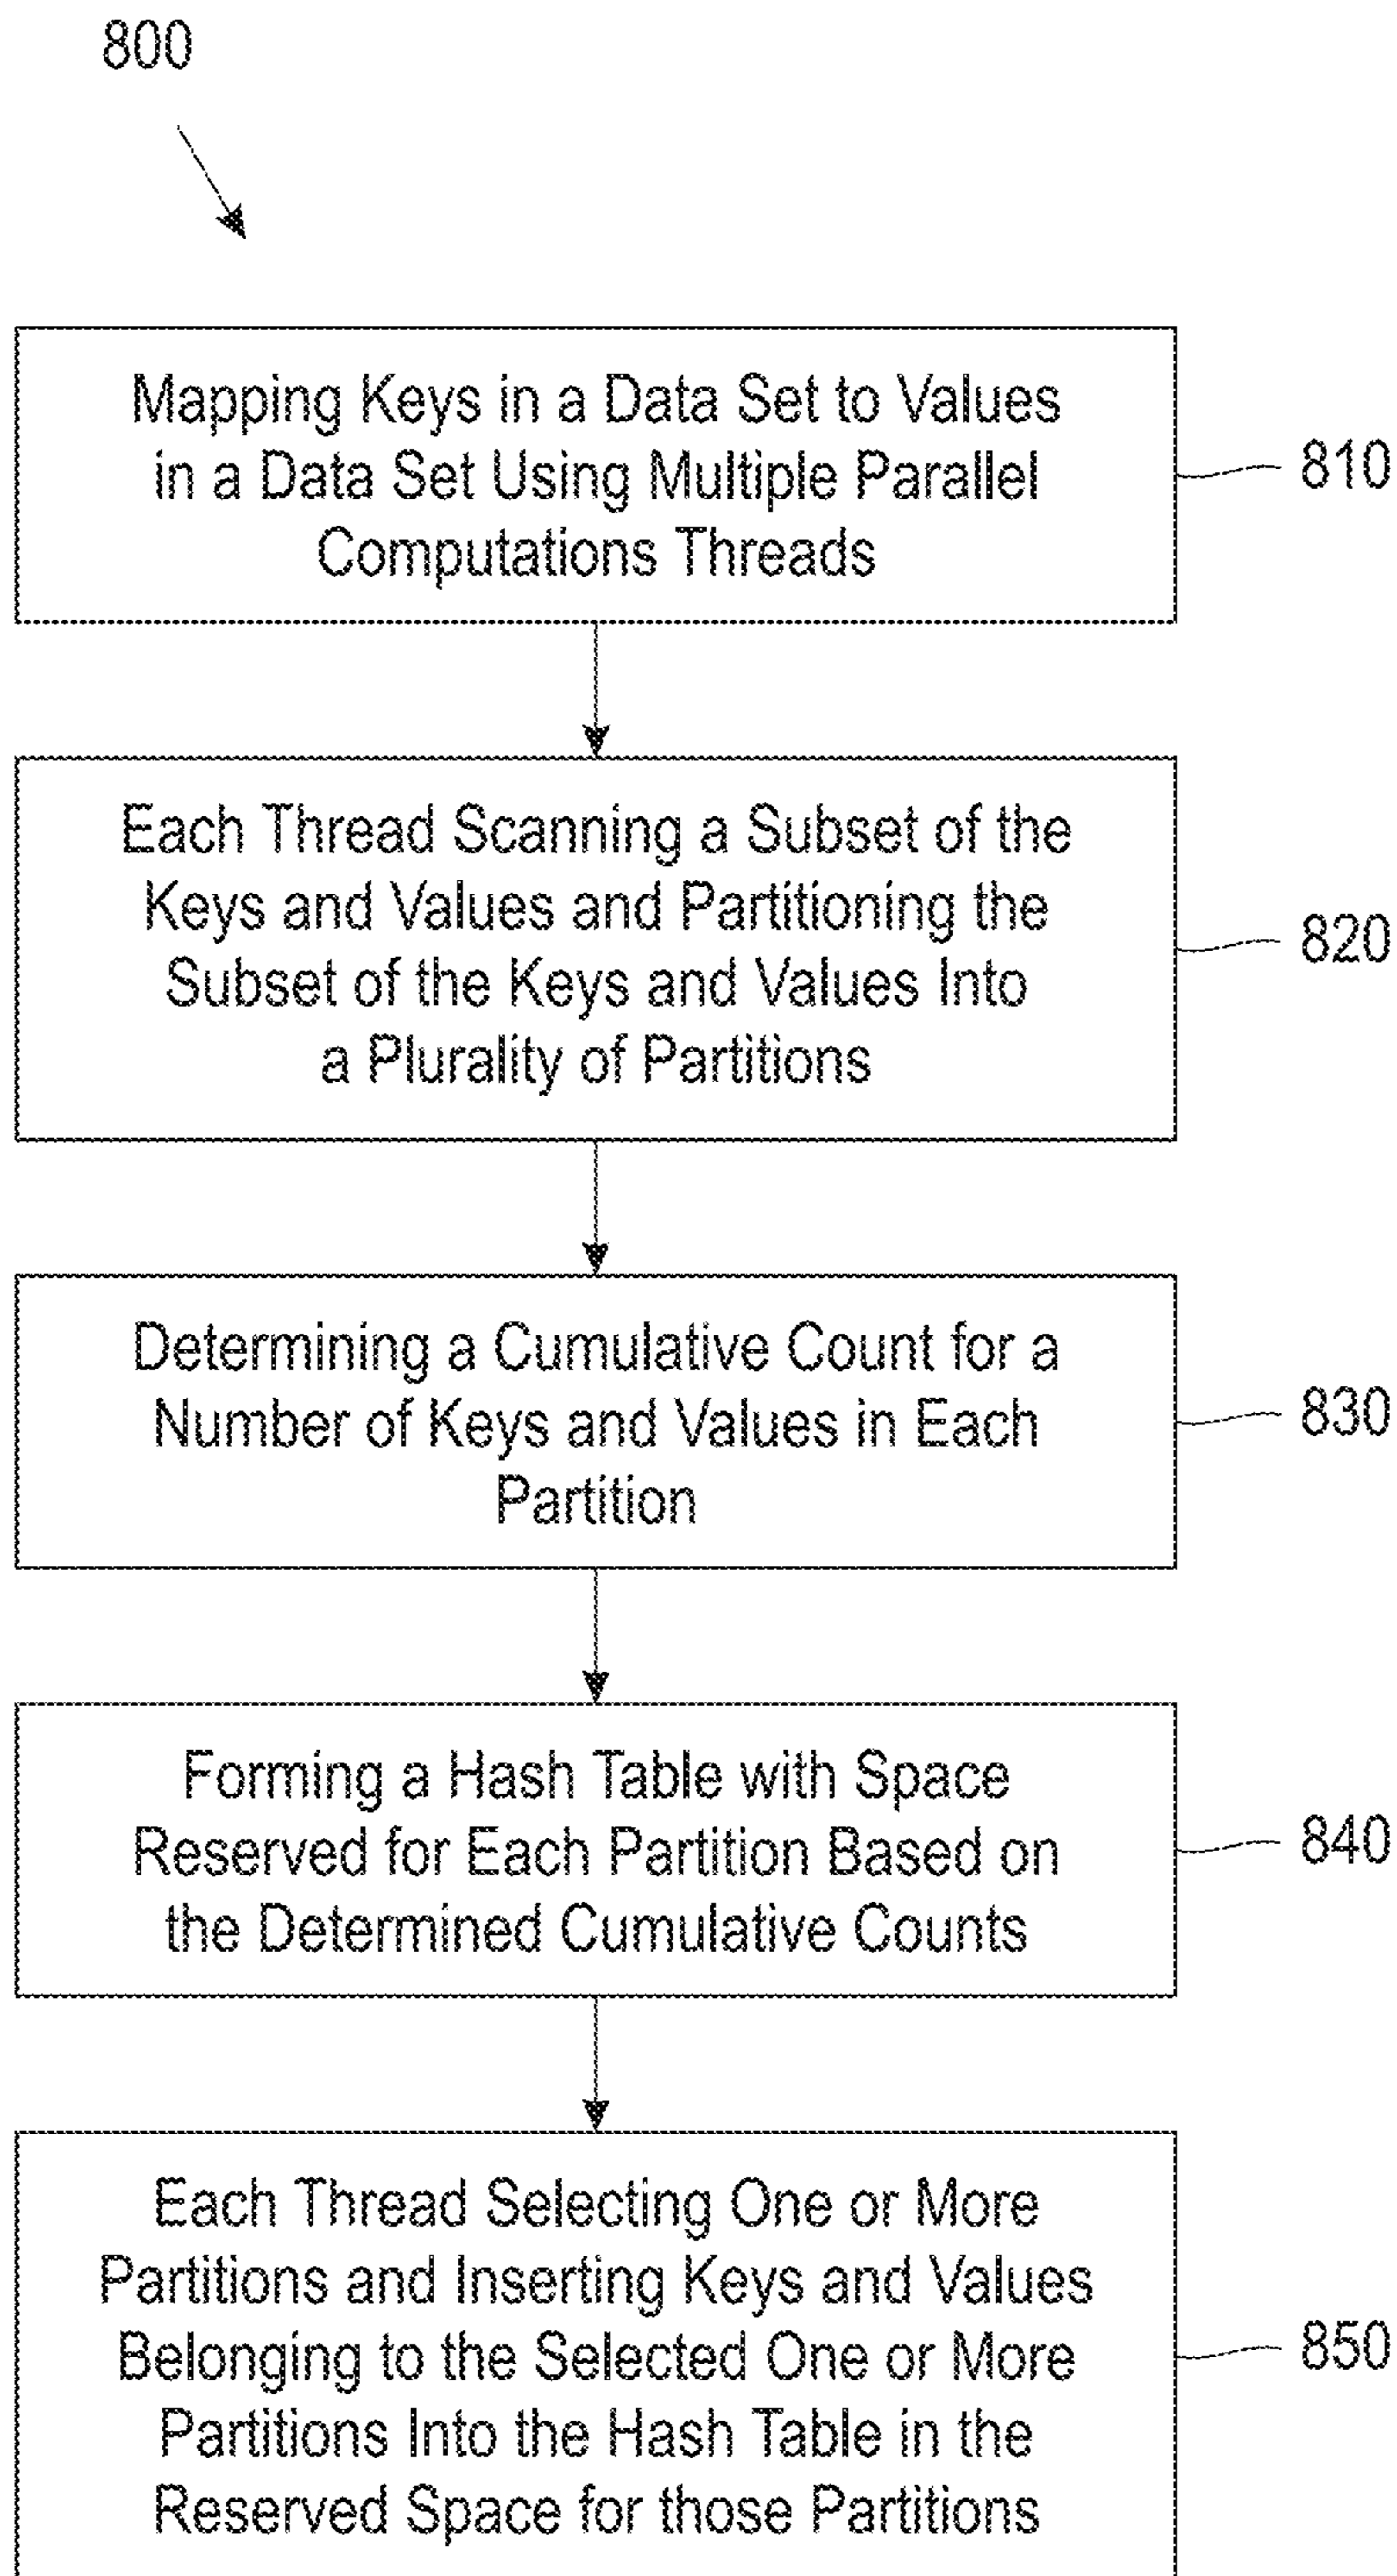 800
Mapping Keys in a Data Set to Values
in a Data Set Using Multiple Parallel
Computations Threads
810
Each Thread Scanning a Subset of the
Keys and Values and Partitioning the
Subset of the Keys and Values Into
a Plurality of Partitions
820
Determining a Cumulative Count for a
Number of Keys and Values in Each
Partition
830
Forming a Hash Table with Space
Reserved for Each Partition Based on
the Determined Cumulative Counts
840
Each Thread Selecting One or More
Partitions and Inserting Keys and Values
Belonging to the Selected One or More
Partitions Into the Hash Table in the
Reserved Space for those Partitions
850